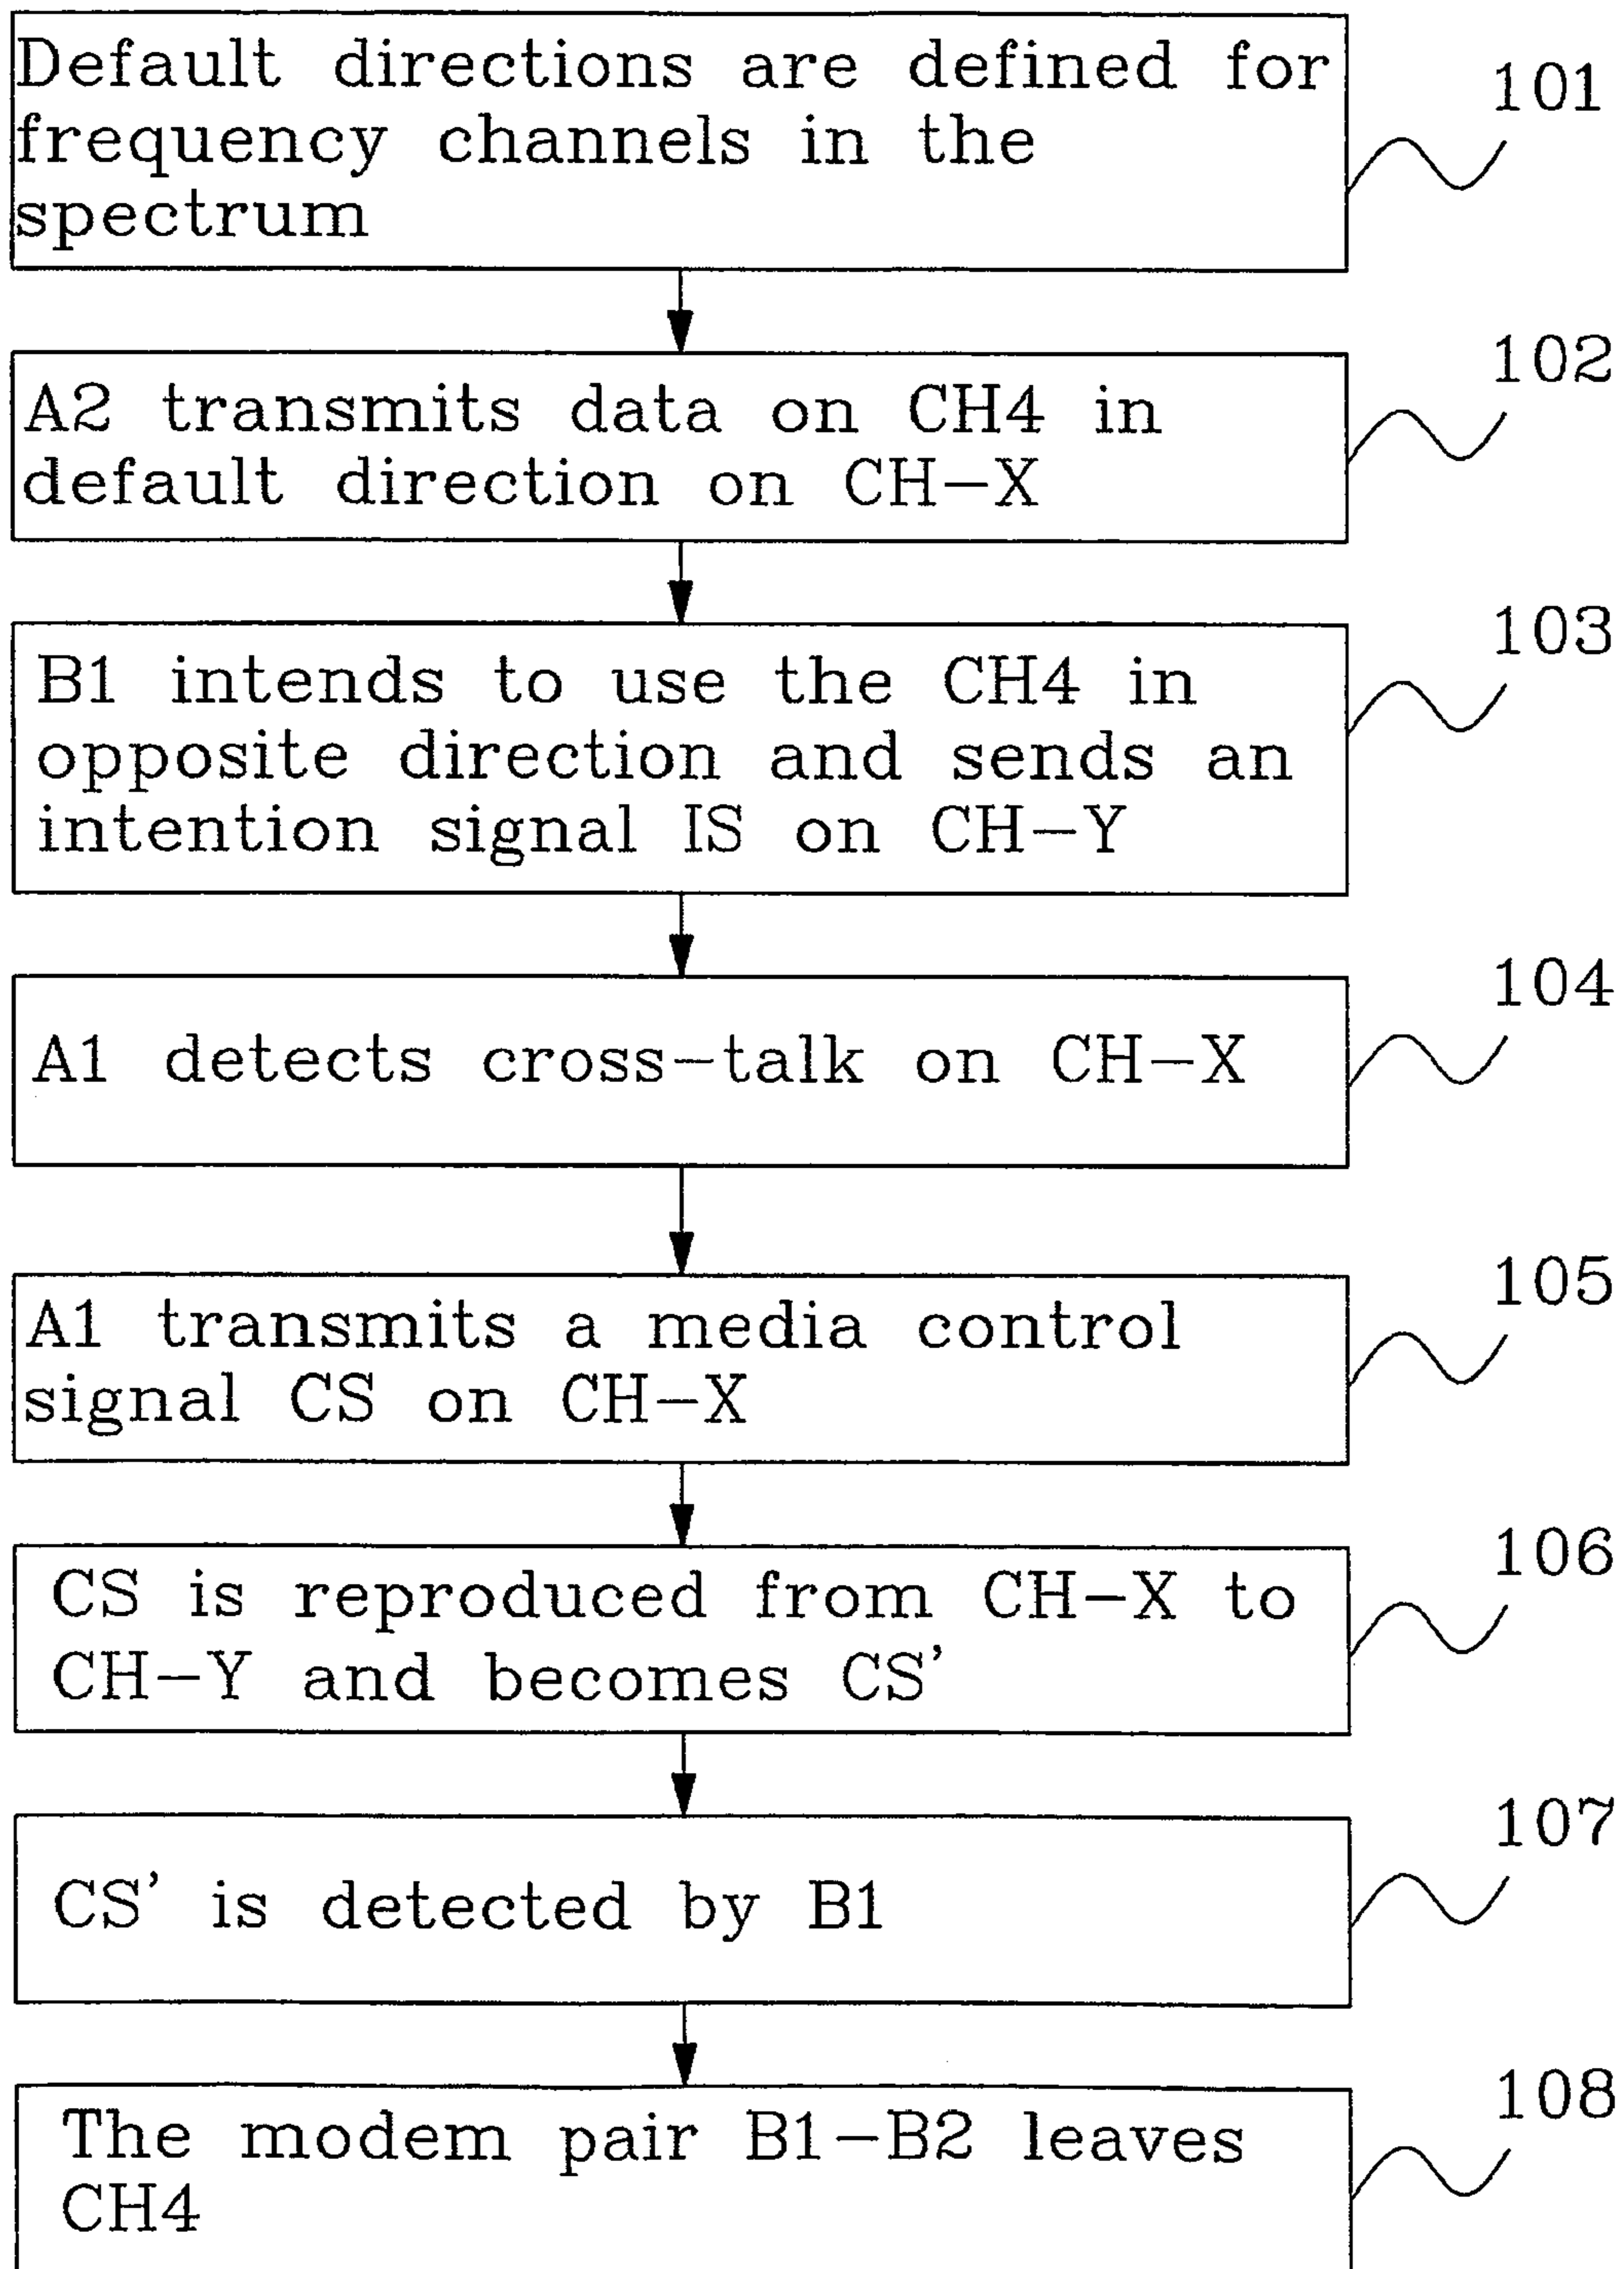 Default directions are defined for
frequency channels in the
spectrum
101
A2 transmits data on CH4 in
default direction on CH-X
102
B1 intends to use the CH4 in
opposite direction and sends an
intention signal IS on CH-Y
103
A1 detects cross-talk on CH-X
104
A1 transmits a media control
signal CS on CH-X
105
CS is reproduced from CH-X to
CH-Y and becomes CS'
106
CS' is detected by B1
107
The modem pair B1-B2 leaves
CH4
108